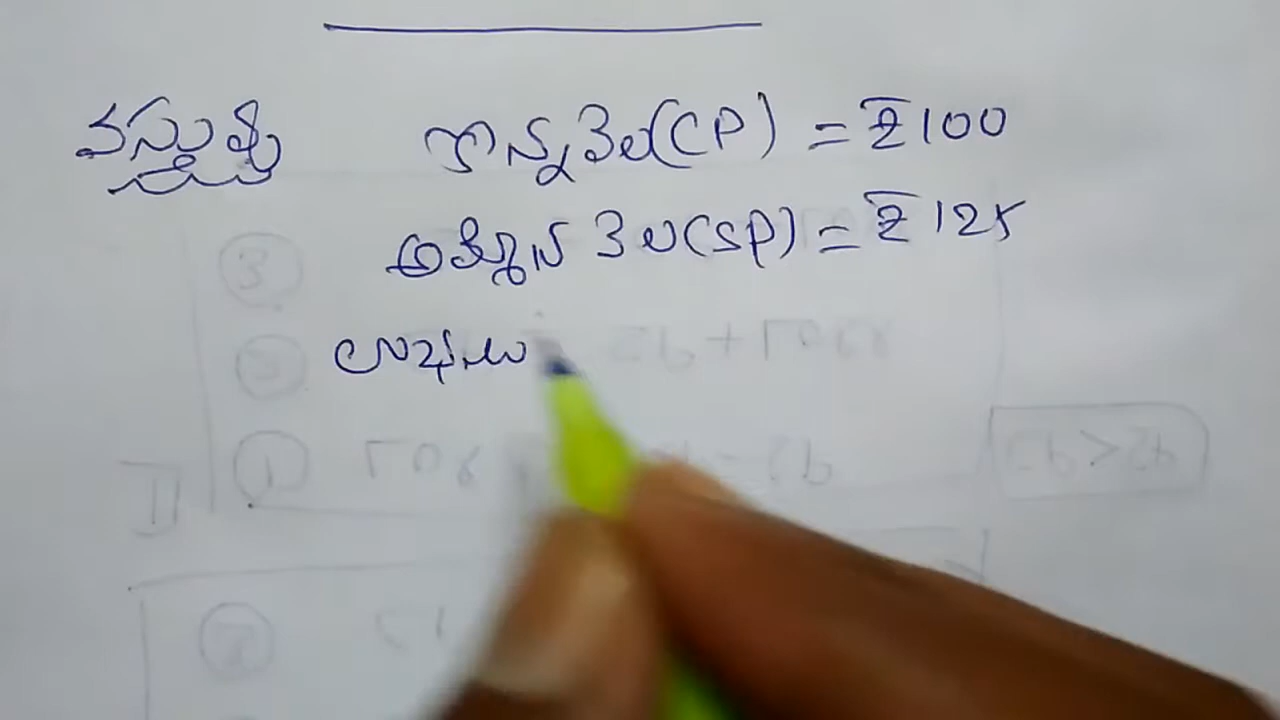 వస్తువు కొన్నవెల(CP) = ₹100
అమ్మిన వెల(SP) = ₹125
లాభము